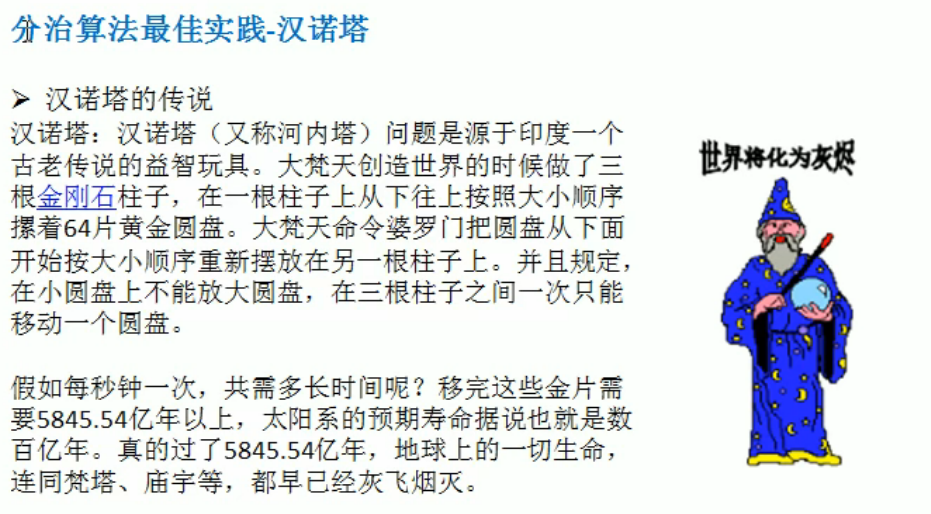 分治算法最佳实践-汉诺塔
➢ 汉诺塔的传说
汉诺塔：汉诺塔（又称河内塔）问题是源于印度一个
古老传说的益智玩具。大梵天创造世界的时候做了三
根金刚石柱子，在一根柱子上从下往上按照大小顺序
摞着64片黄金圆盘。大梵天命令婆罗门把圆盘从下面
开始按大小顺序重新摆放在另一根柱子上。并且规定，
在小圆盘上不能放大圆盘，在三根柱子之间一次只能
移动一个圆盘。
世界将化为灰烬
假如每秒钟一次，共需多长时间呢？移完这些金片需
要5845.54亿年以上，太阳系的预期寿命据说也就是数
百亿年。真的过了5845.54亿年，地球上的一切生命，
连同梵塔、庙宇等，都早已经灰飞烟灭。